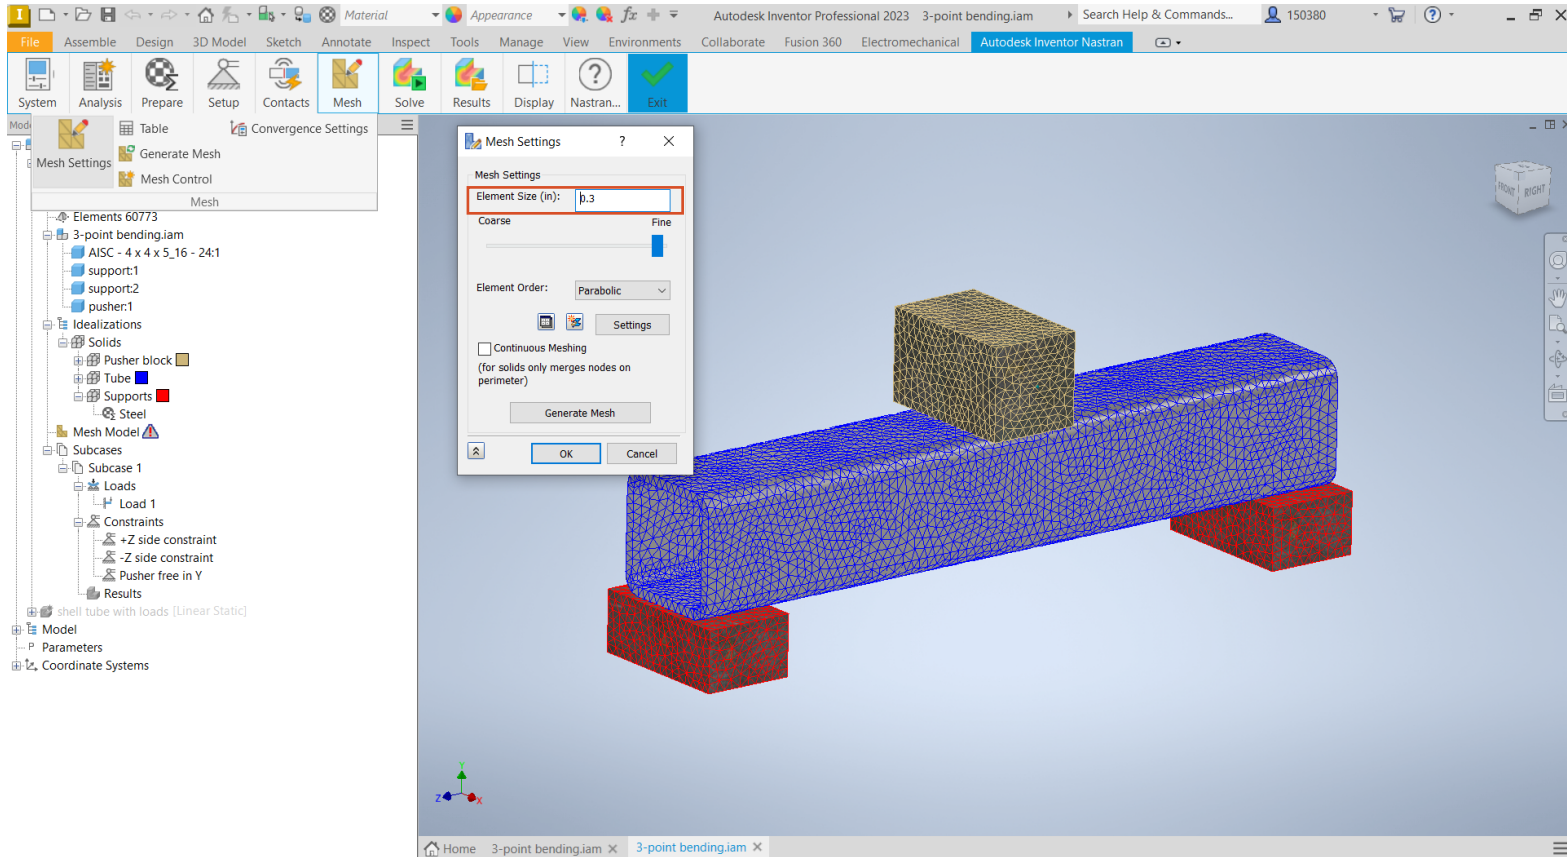 Material
Appearance
Autodesk Inventor Professional 2023 3-point bending.iam
Search Help & Commands...
150380
File Assemble Design 3D Model Sketch Annotate Inspect Tools Manage View Environments Collaborate Fusion 360 Electromechanical Autodesk Inventor Nastran
System Analysis Prepare Setup Contacts Mesh Solve Results Display Nastran... Exit
Mesh Settings
Table
Convergence Settings
Generate Mesh
Mesh Control
Mesh
Elements 60773
3-point bending.iam
AISC - 4 x 4 x 5_16 - 24:1
support:1
support:2
pusher:1
Idealizations
Solids
Pusher block
Tube
Supports
Steel
Mesh Model
Subcases
Subcase 1
Loads
Load 1
Constraints
+Z side constraint
-Z side constraint
Pusher free in Y
Results
shell tube with loads [Linear Static]
Model
Parameters
Coordinate Systems
Mesh Settings ?
Mesh Settings
Element Size (in): 0.3
Coarse Fine
Element Order: Parabolic
Settings
Continuous Meshing
(for solids only merges nodes on
perimeter)
Generate Mesh
OK Cancel
FRONT RIGHT
Y
Z X
Home 3-point bending.iam 3-point bending.iam